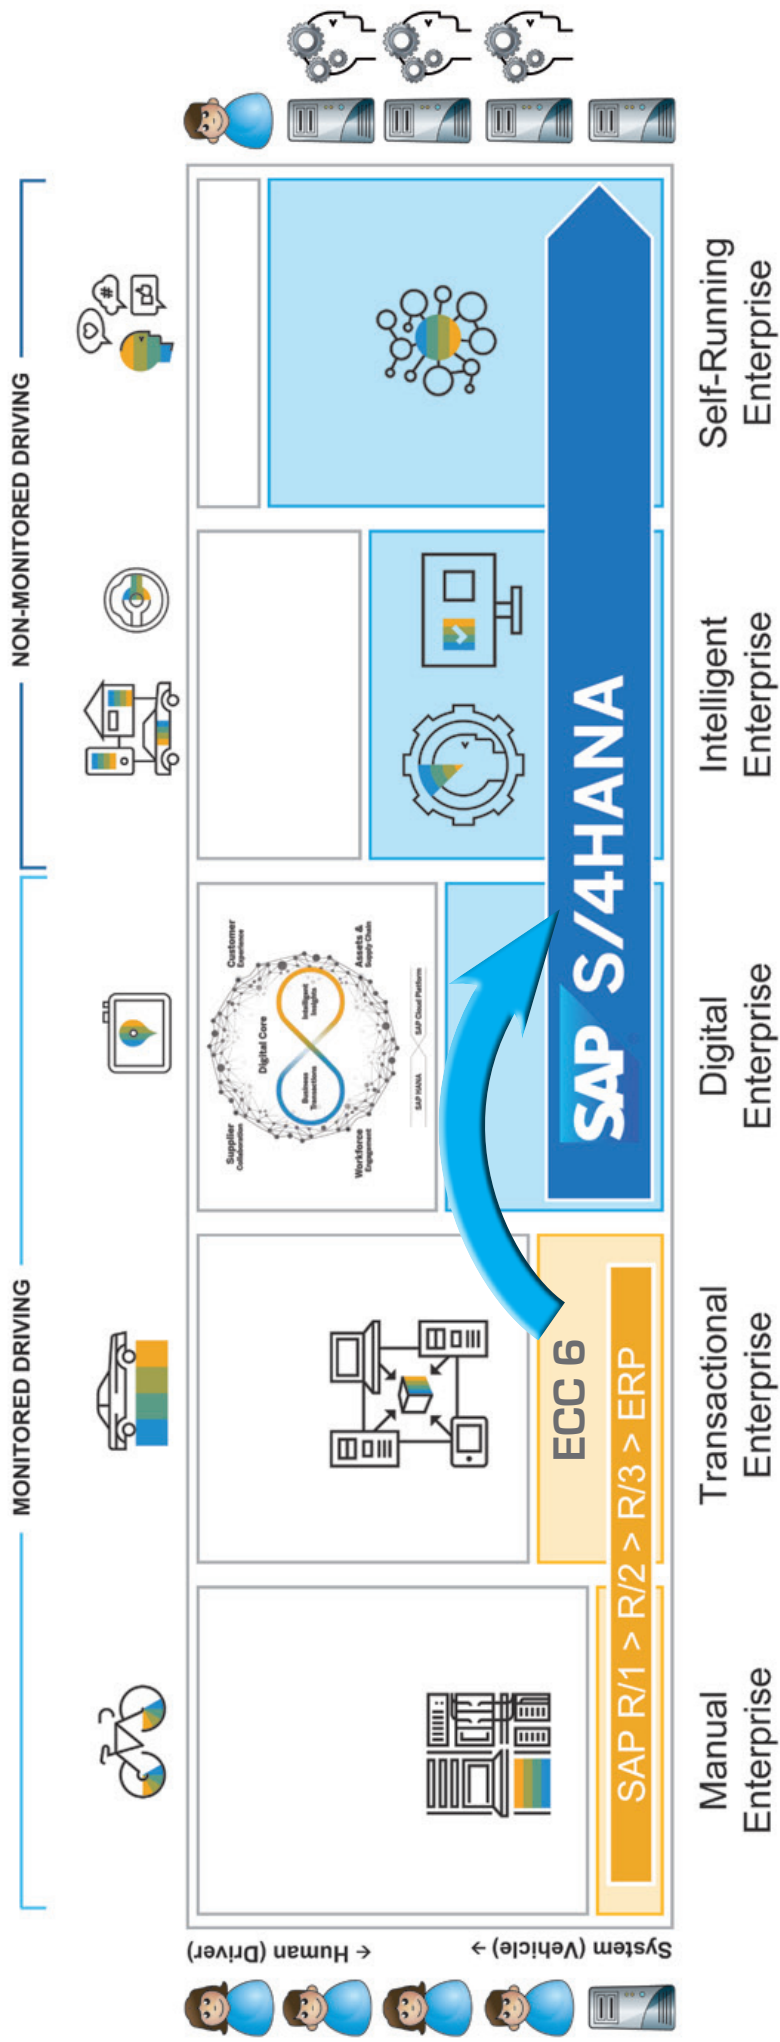 MONITORED DRIVING
NON-MONITORED DRIVING
← Human (Driver)
System (Vehicle) →
Supplier
Collaboration
Customer
Experience
Digital Core
Business
Transactions
Intelligent
Insights
Workforce
Engagement
Assets &
Supply Chain
SAP HANA
SAP Cloud Platform
#
ECC 6
SAP R/1 > R/2 > R/3 > ERP
SAP S/4HANA
Manual
Enterprise
Transactional
Enterprise
Digital
Enterprise
Intelligent
Enterprise
Self-Running
Enterprise